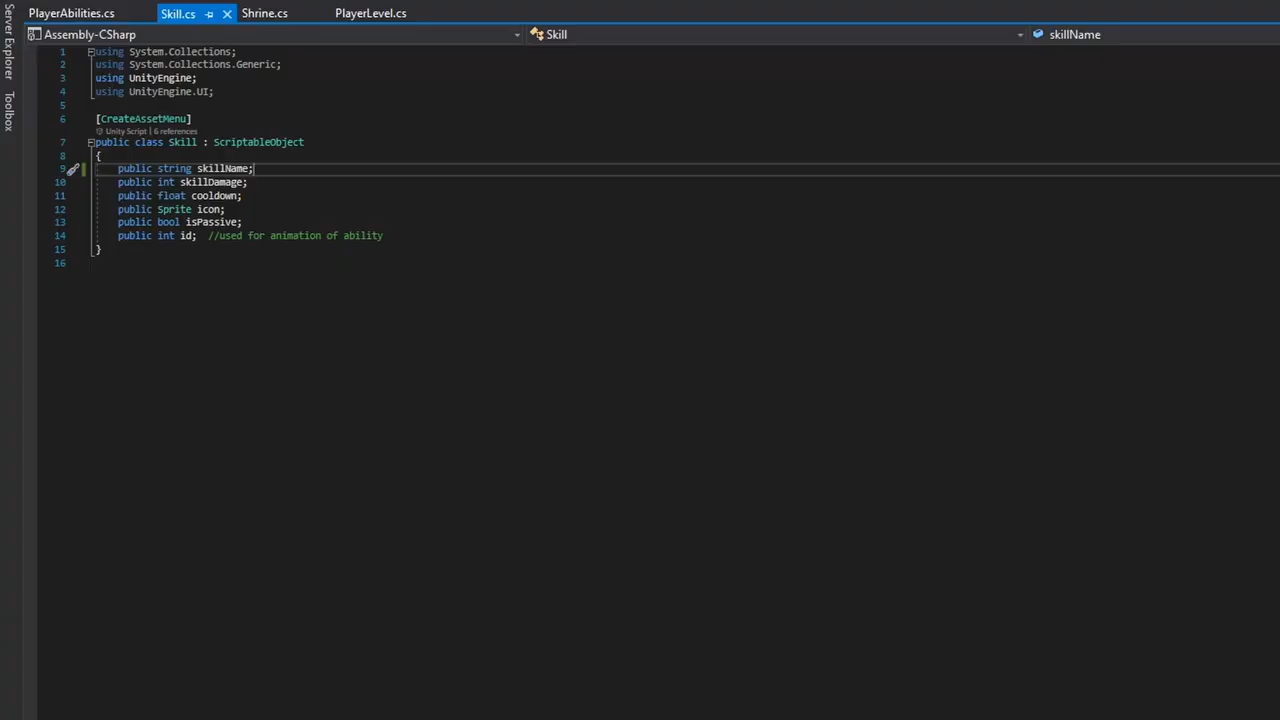 PlayerAbilities.cs
Skill.cs
Shrine.cs
PlayerLevel.cs
Server Explorer
Toolbox
Assembly-CSharp
Skill
skillName
1 using System.Collections;
2 using System.Collections.Generic;
3 using UnityEngine;
4 using UnityEngine.UI;
5
6 [CreateAssetMenu]
Unity Script | 6 references
7 public class Skill : ScriptableObject
8 {
9 public string skillName;
10 public int skillDamage;
11 public float cooldown;
12 public Sprite icon;
13 public bool isPassive;
14 public int id; //used for animation of ability
15 }
16